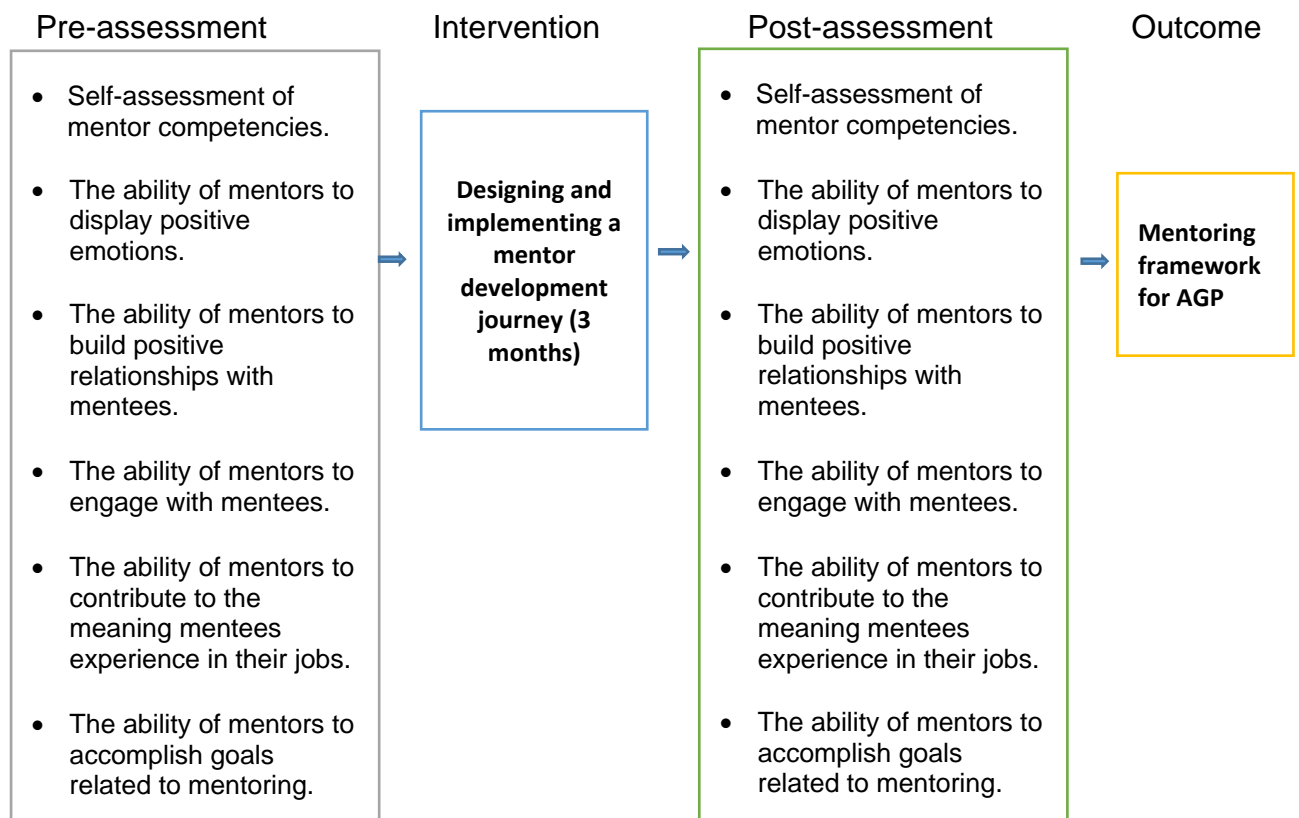 Pre-assessment
Intervention
Post-assessment
Outcome
• Self-assessment of
mentor competencies.
• The ability of mentors to
display positive
emotions.
• The ability of mentors to
build positive
relationships with
mentees.
• The ability of mentors to
engage with mentees.
• The ability of mentors to
contribute to the
meaning mentees
experience in their jobs.
• The ability of mentors to
accomplish goals
related to mentoring.
Designing and
implementing a
mentor
development
journey (3
months)
• Self-assessment of
mentor competencies.
• The ability of mentors to
display positive
emotions.
• The ability of mentors to
build positive
relationships with
mentees.
• The ability of mentors to
engage with mentees.
• The ability of mentors to
contribute to the
meaning mentees
experience in their jobs.
• The ability of mentors to
accomplish goals
related to mentoring.
Mentoring
framework
for AGP